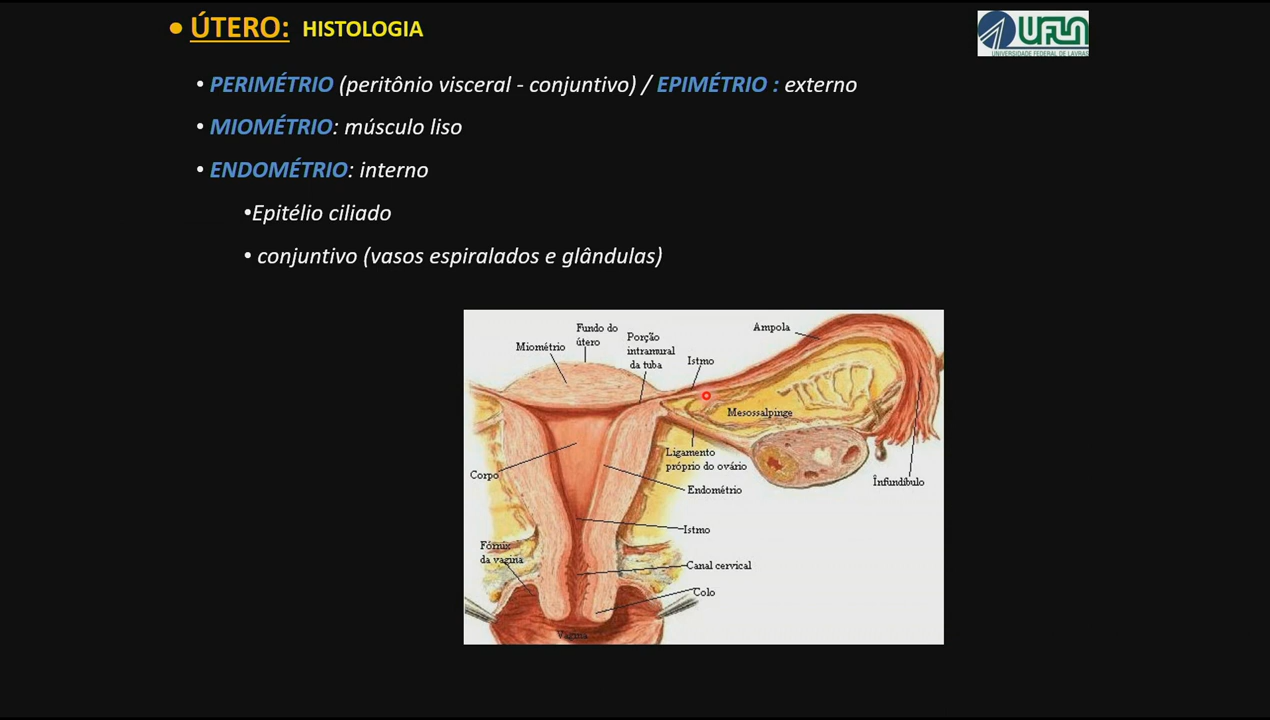 • ÚTERO: HISTOLOGIA
UFLA
UNIVERSIDADE FEDERAL DE LAVRAS
• PERIMÉTRIO (peritônio visceral - conjuntivo) / EPIMÉTRIO : externo
• MIOMÉTRIO: músculo liso
• ENDOMÉTRIO: interno
•Epitélio ciliado
• conjuntivo (vasos espiralados e glândulas)
Miométrio
Fundo do
útero
Porção
intramural
da tuba
Istmo
Ampola
Mesossalpinge
Ligamento
próprio do ovário
Corpo
Endométrio
Ínfundíbulo
Istmo
Fórnix
da vagina
Canal cervical
Colo
Vagina